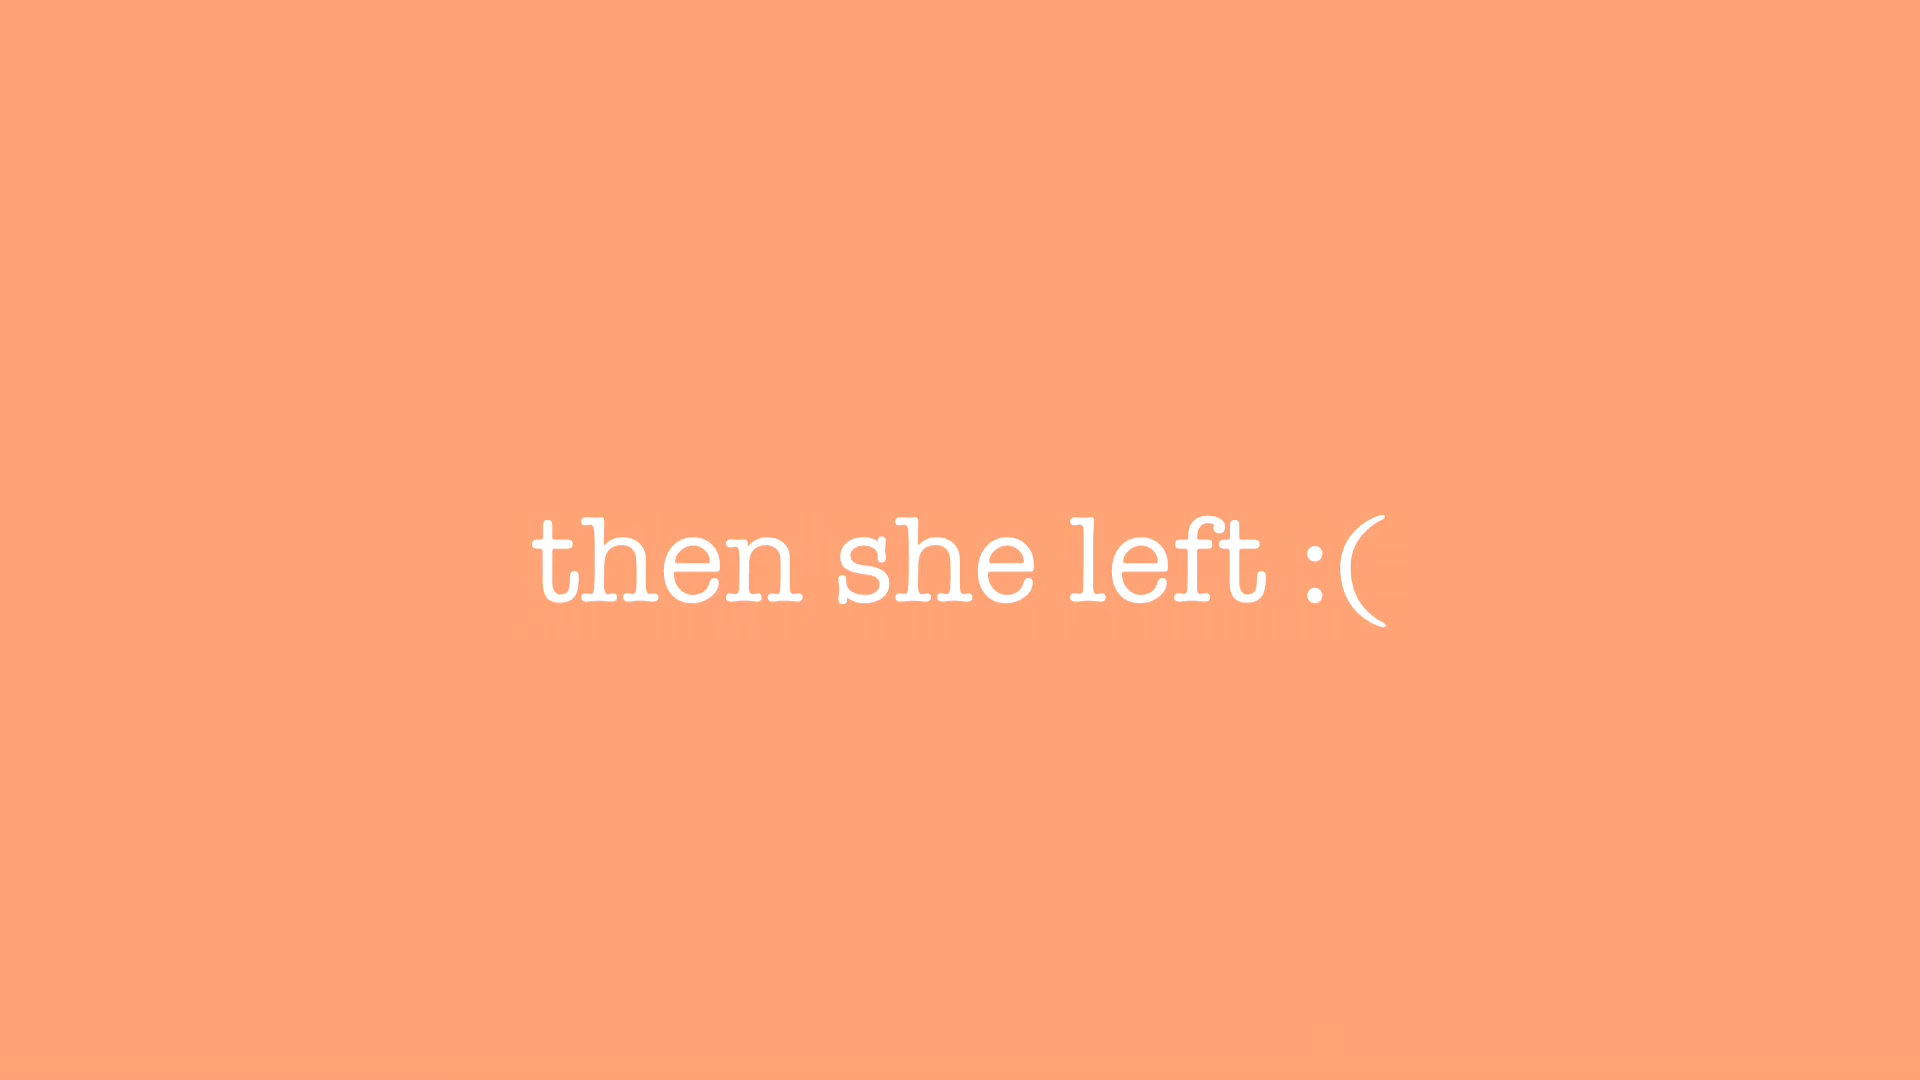 then she left :(